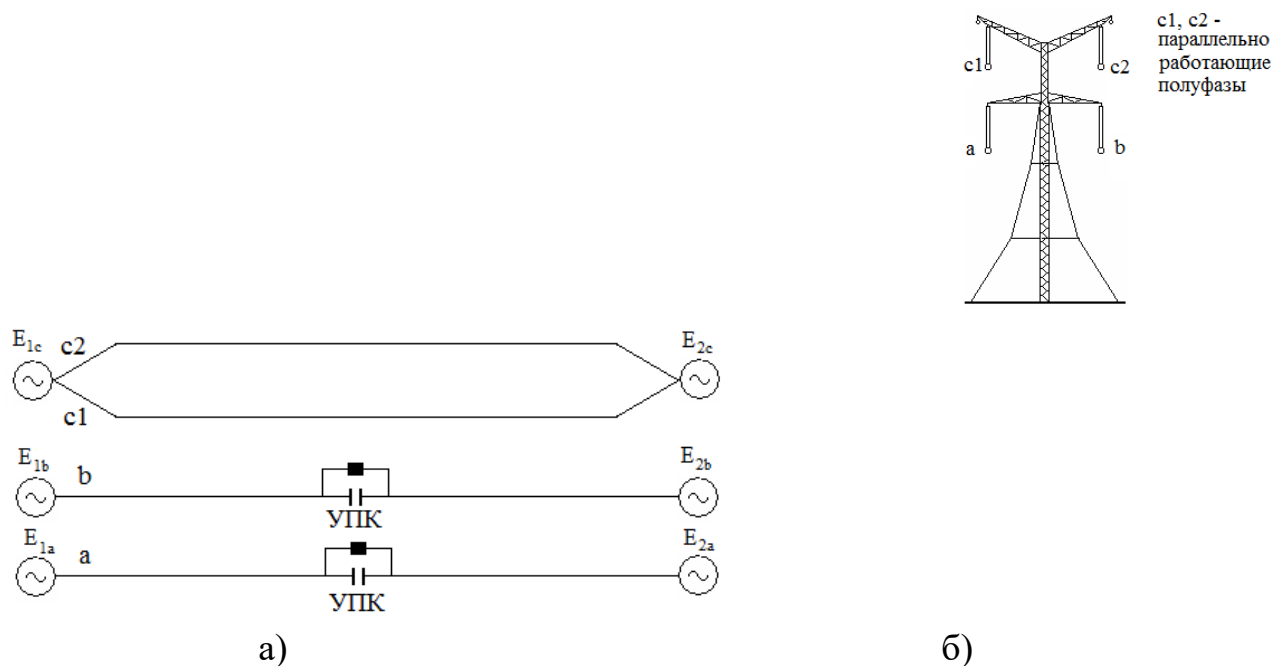 c1, c2 -
параллельно
работающие
полуфазы
c1
c2
a
b
E1c
c2
E2c
c1
E1b
b
E2b
УПК
E1a
a
E2a
УПК
а)
б)